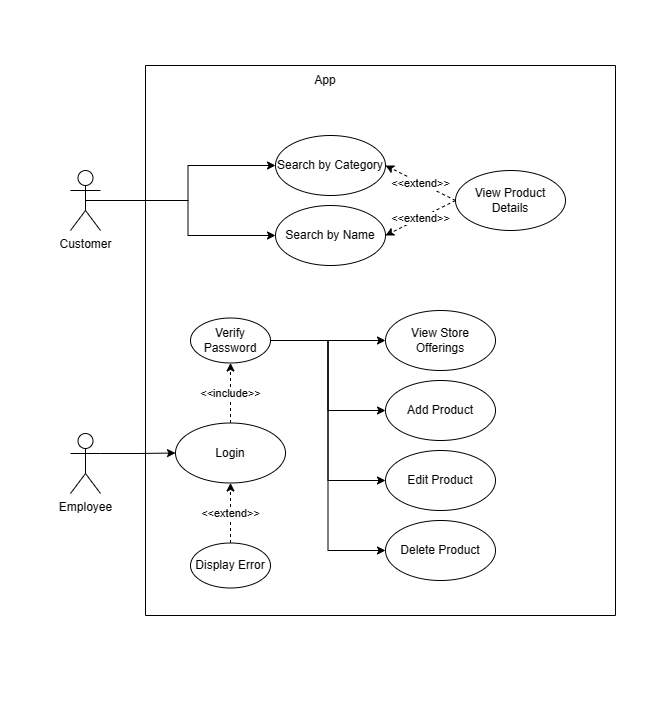 App
Search by Category
<<extend>>
View Product
Details
<<extend>>
Search by Name
Customer
Verify
Password
View Store
Offerings
<<include>>
Add Product
Login
Edit Product
Employee
<<extend>>
Delete Product
Display Error